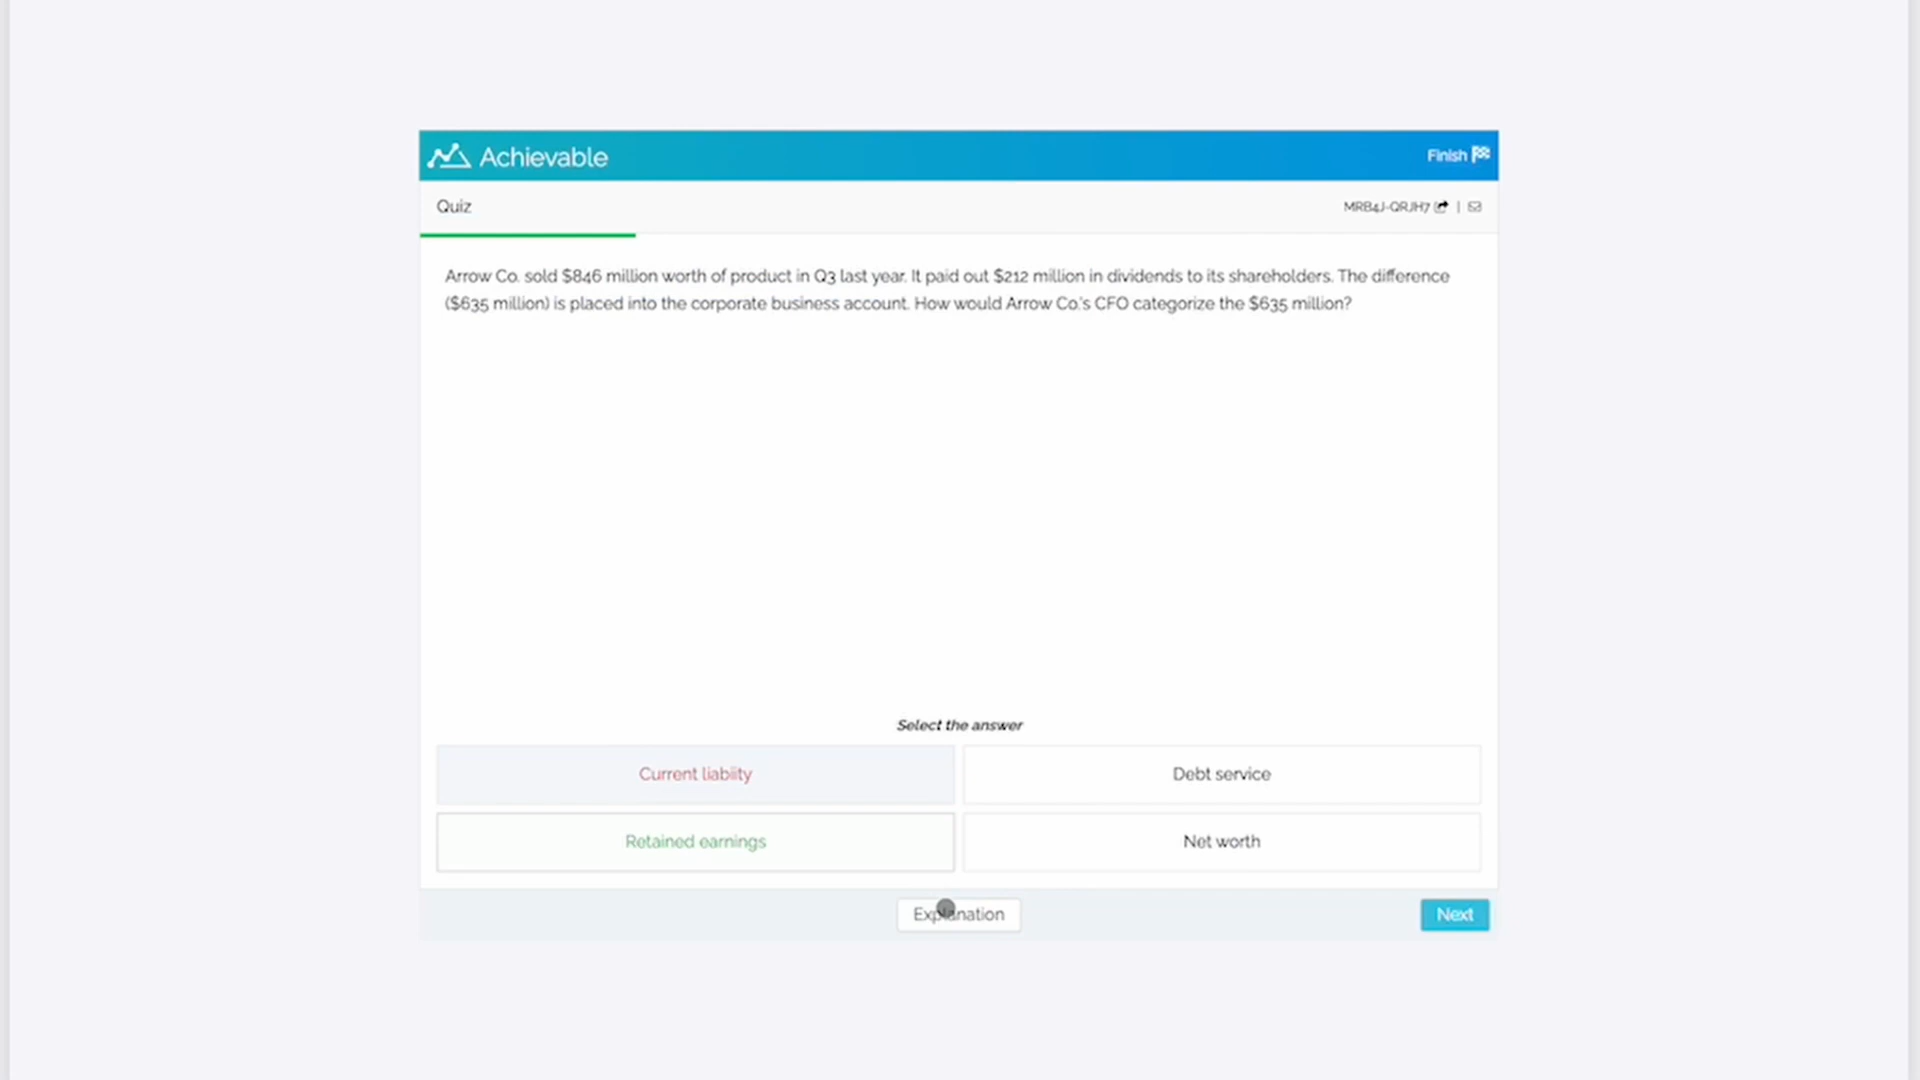 Achievable
Finish
Quiz
MRB4J-QRJH7 |
Arrow Co. sold $846 million worth of product in Q3 last year. It paid out $212 million in dividends to its shareholders. The difference
($635 million) is placed into the corporate business account. How would Arrow Co.'s CFO categorize the $635 million?
Select the answer
Current liabiity
Debt service
Retained earnings
Net worth
Explanation
Next